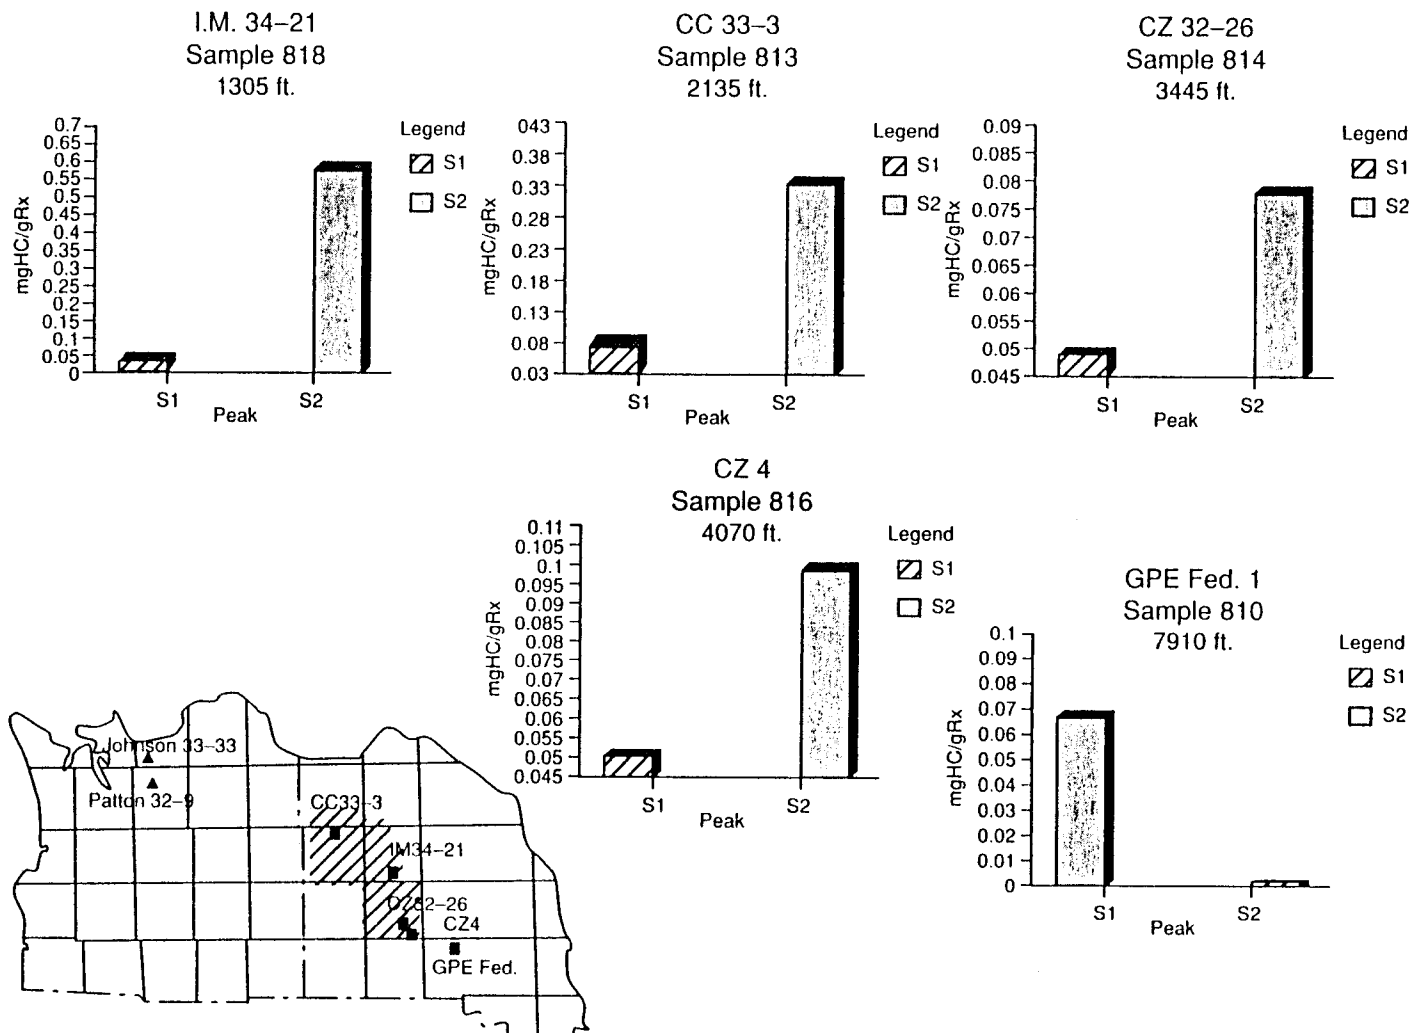 I.M. 34–21
Sample 818
1305 ft.
0.7
0.65
0.6
0.55
0.5
0.45
0.4
0.35
0.3
0.25
0.2
0.15
0.1
0.05
0
mgHC/gRx
S1
S2
Peak
Legend
S1
S2
CC 33–3
Sample 813
2135 ft.
043
0.38
0.33
0.28
0.23
0.18
0.13
0.08
0.03
mgHC/gRx
S1
S2
Peak
Legend
S1
S2
CZ 32–26
Sample 814
3445 ft.
0.09
0.085
0.08
0.075
0.07
0.065
0.06
0.055
0.05
0.045
mgHC/gRx
S1
S2
Peak
Legend
S1
S2
CZ 4
Sample 816
4070 ft.
0.11
0.105
0.1
0.095
0.09
0.085
0.08
0.075
0.07
0.065
0.06
0.055
0.05
0.045
mgHC/gRx
S1
S2
Peak
Legend
S1
S2
GPE Fed. 1
Sample 810
7910 ft.
0.1
0.09
0.08
0.07
0.06
0.05
0.04
0.03
0.02
0.01
0
mgHC/gRx
S1
S2
Peak
Legend
S1
S2
Johnson 33–33
Patton 32–9
CC33–3
IM34–21
CZ32–26
CZ4
GPE Fed.